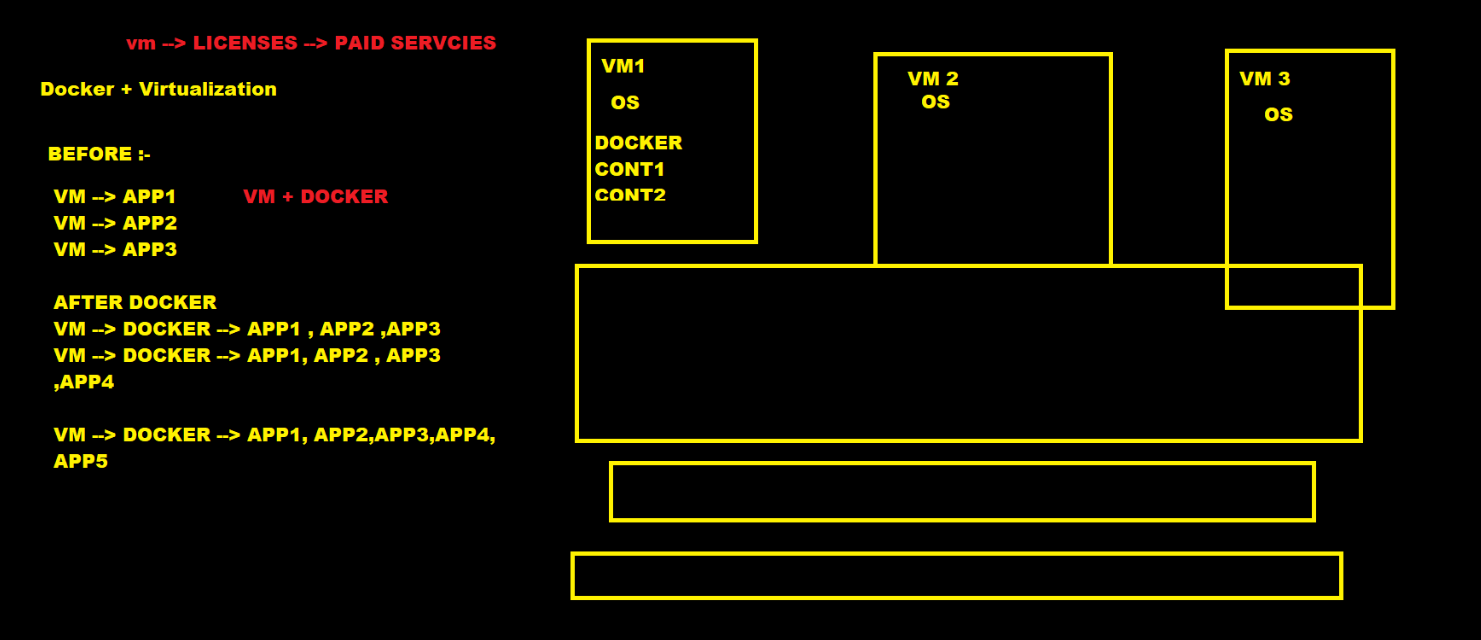 vm --> LICENSES --> PAID SERVCIES
Docker + Virtualization
BEFORE :-
VM --> APP1 VM + DOCKER
VM --> APP2
VM --> APP3
AFTER DOCKER
VM --> DOCKER --> APP1 , APP2 ,APP3
VM --> DOCKER --> APP1, APP2 , APP3
,APP4
VM --> DOCKER --> APP1, APP2,APP3,APP4,
APP5
VM1
OS
DOCKER
CONT1
CONT2
VM 2
OS
VM 3
OS